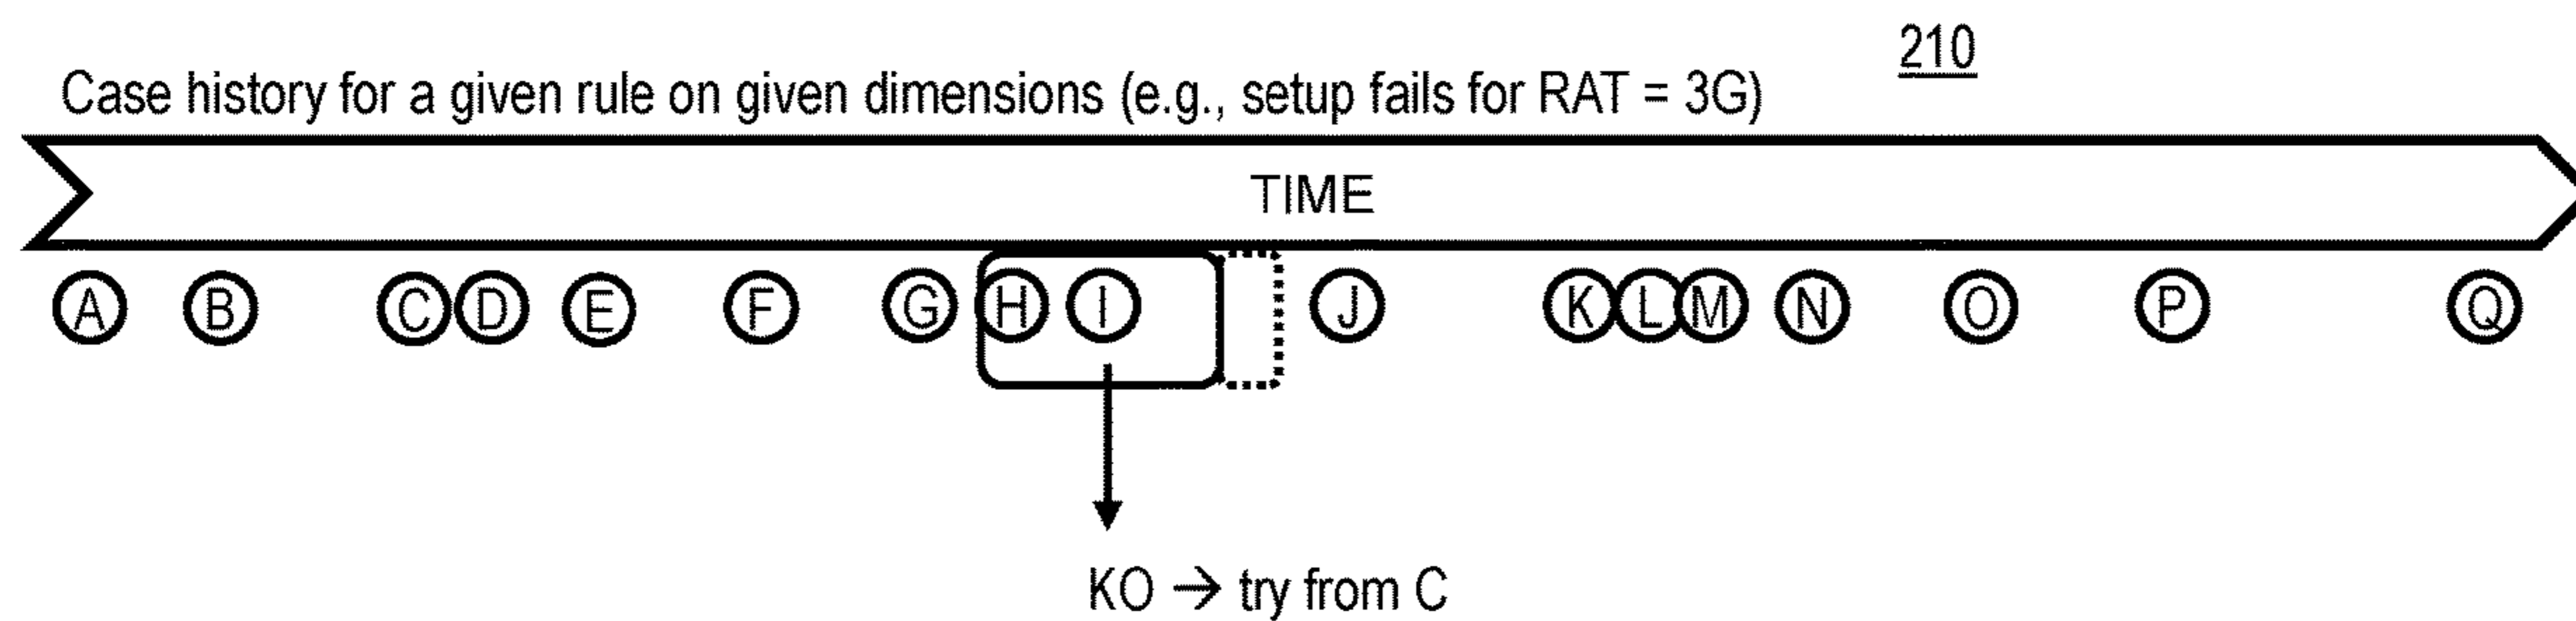 210
Case history for a given rule on given dimensions (e.g., setup fails for RAT = 3G)
TIME
A B C D E F G H I J K L M N O P Q
KO → try from C